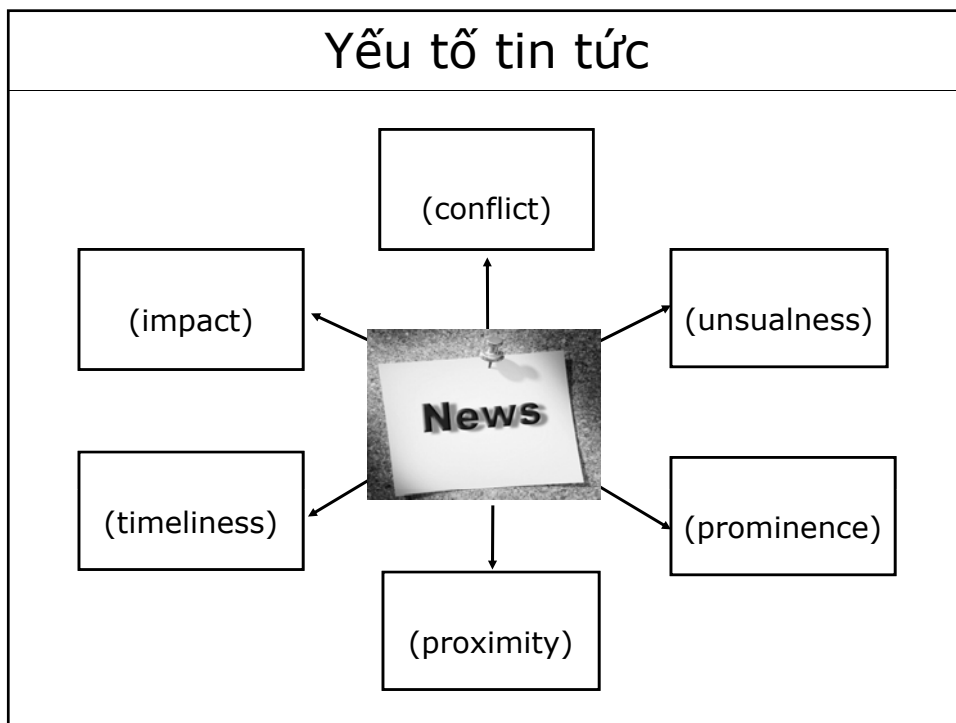 Yếu tố tin tức
(conflict)
(impact)
(unsualness)
News
(timeliness)
(prominence)
(proximity)